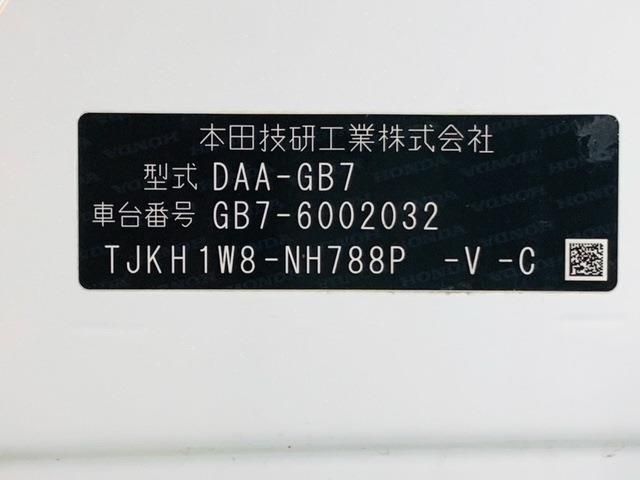 本田技研工業株式会社
型式 DAA-GB7
車台番号 GB7-6002032
TJKH1W8-NH788P -V -C